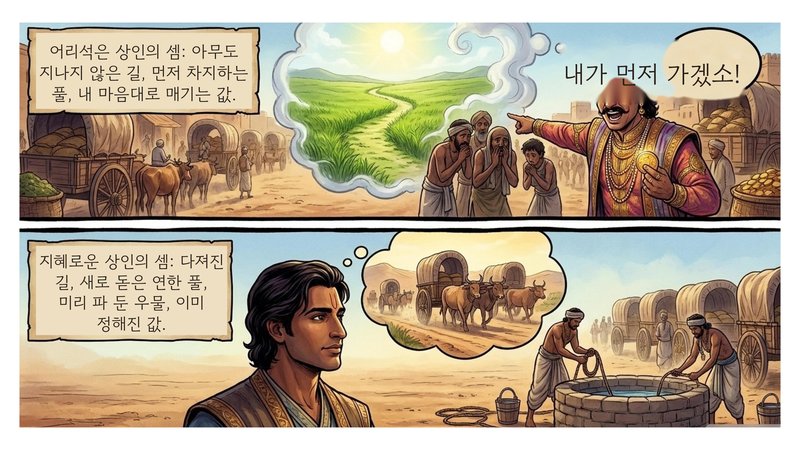 어리석은 상인의 셈: 아무도
지나지 않은 길, 먼저 차지하는
풀, 내 마음대로 매기는 값.
내가 먼저 가겠소!
지혜로운 상인의 셈: 다져진
길, 새로 돋은 연한 풀,
미리 파 둔 우물, 이미
정해진 값.